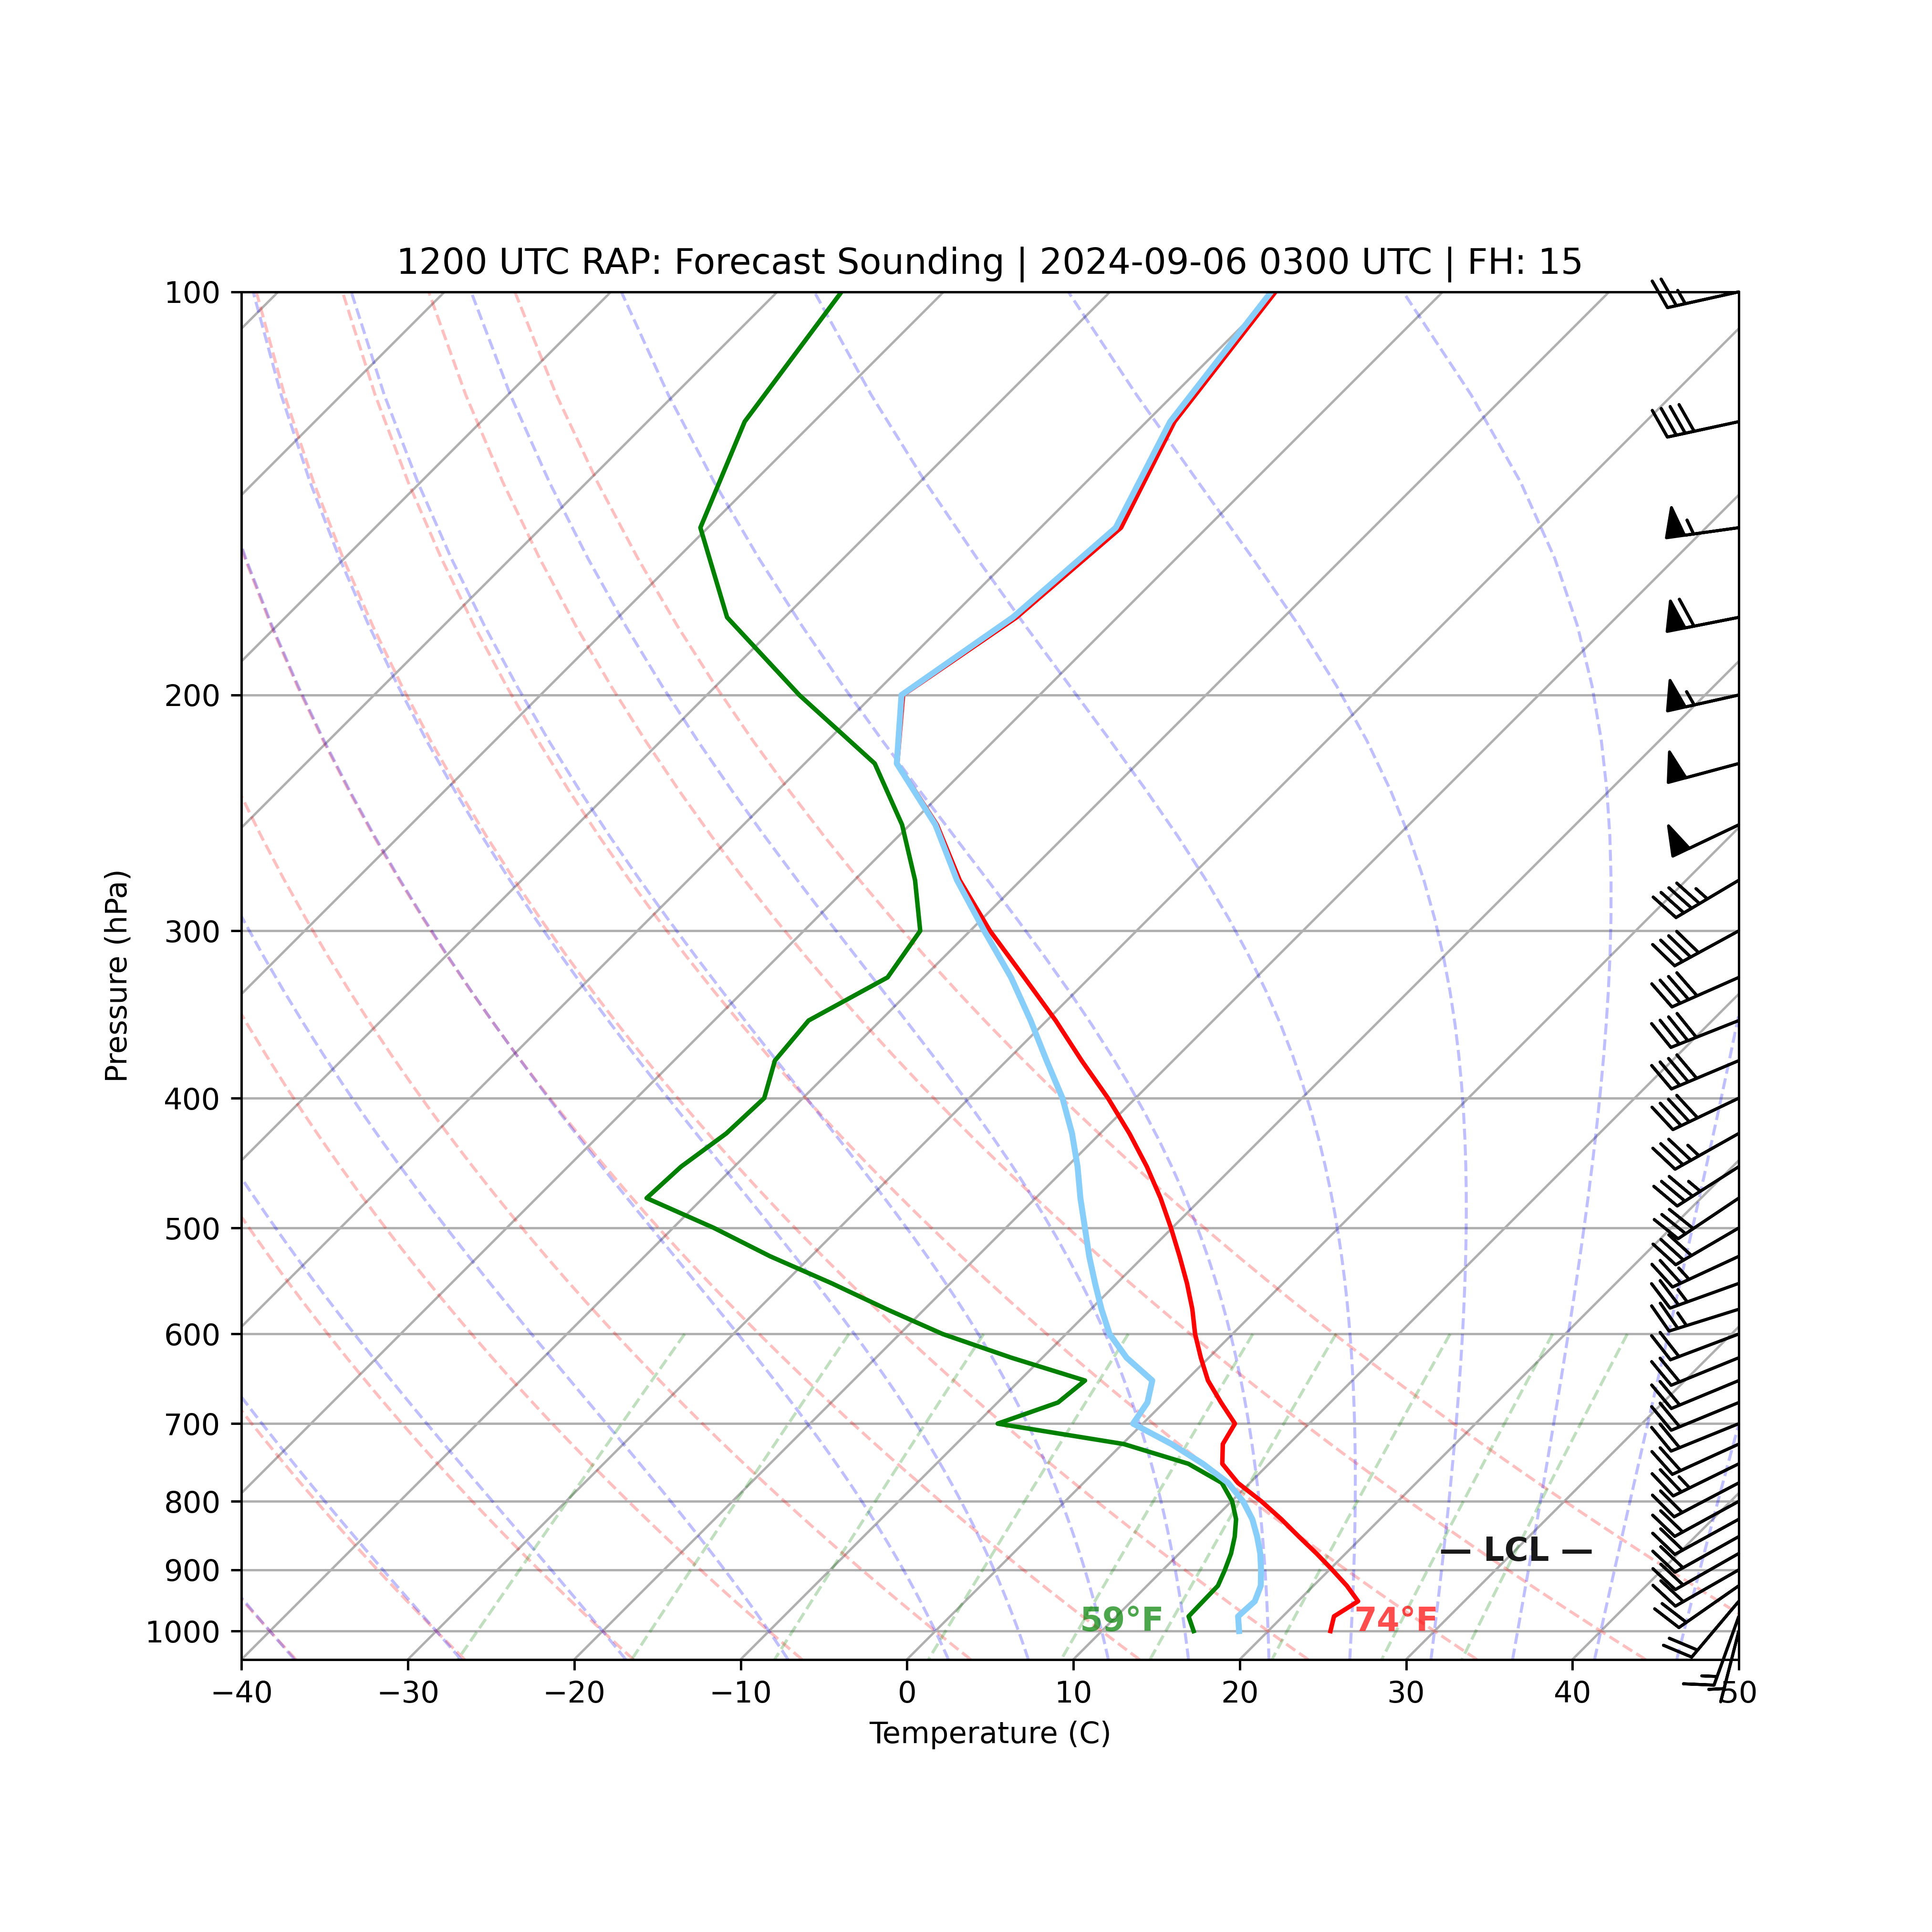 1200 UTC RAP: Forecast Sounding | 2024-09-06 0300 UTC | FH: 15
100
200
300
400
500
600
700
800
900
1000
Pressure (hPa)
— LCL —
59°F
74°F
−40 −30 −20 −10 0 10 20 30 40 50
Temperature (C)